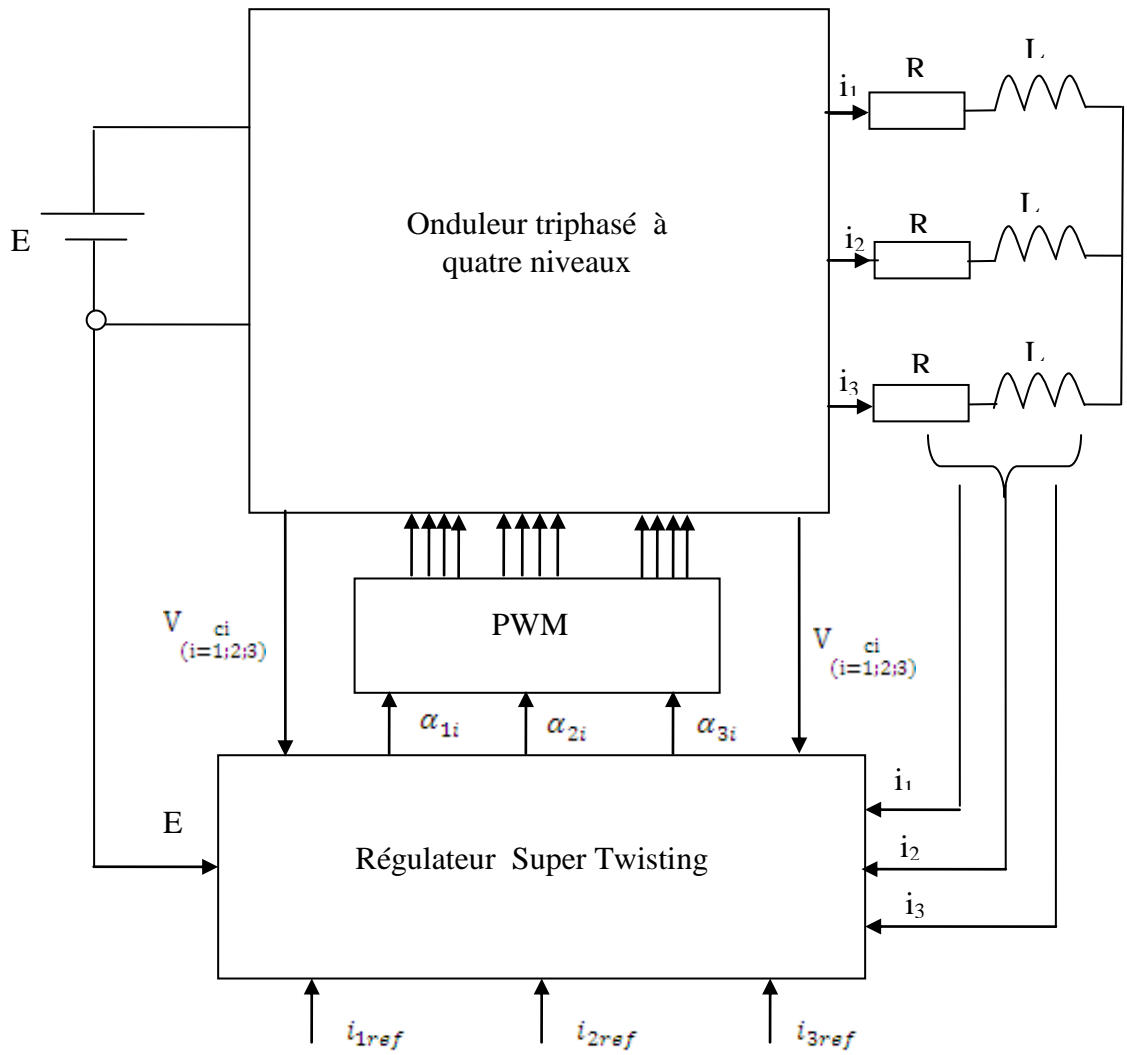 L
R
i₁
L
R
Onduleur triphasé à
quatre niveaux
E
i₂
L
R
i₃
PWM
V ci
(i=1;2;3)
V ci
(i=1;2;3)
α₁ᵢ
α₂ᵢ
α₃ᵢ
i₁
E
Régulateur Super Twisting
i₂
i₃
i₁ref
i₂ref
i₃ref